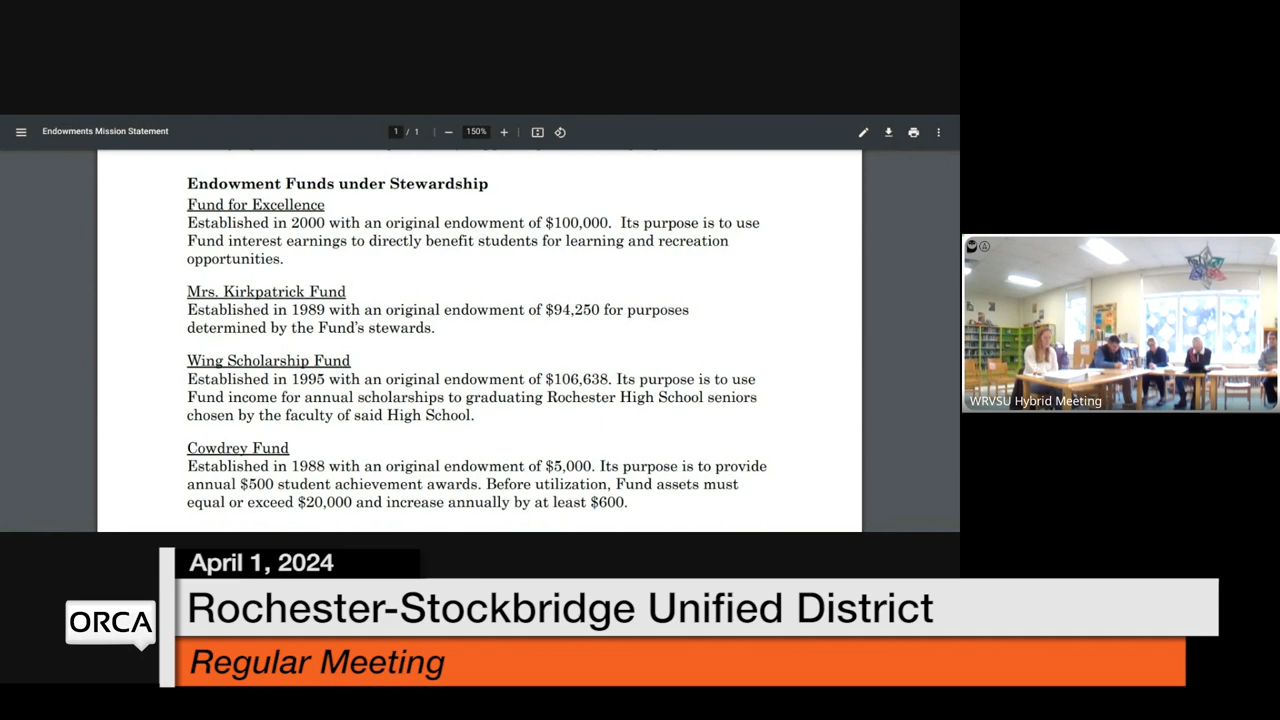 Endowments Mission Statement
1 / 1
150%
Endowment Funds under Stewardship
Fund for Excellence
Established in 2000 with an original endowment of $100,000. Its purpose is to use
Fund interest earnings to directly benefit students for learning and recreation
opportunities.
Mrs. Kirkpatrick Fund
Established in 1989 with an original endowment of $94,250 for purposes
determined by the Fund's stewards.
Wing Scholarship Fund
Established in 1995 with an original endowment of $106,638. Its purpose is to use
Fund income for annual scholarships to graduating Rochester High School seniors
chosen by the faculty of said High School.
Cowdrey Fund
Established in 1988 with an original endowment of $5,000. Its purpose is to provide
annual $500 student achievement awards. Before utilization, Fund assets must
equal or exceed $20,000 and increase annually by at least $600.
WRVSU Hybrid Meeting
April 1, 2024
ORCA
Rochester-Stockbridge Unified District
Regular Meeting